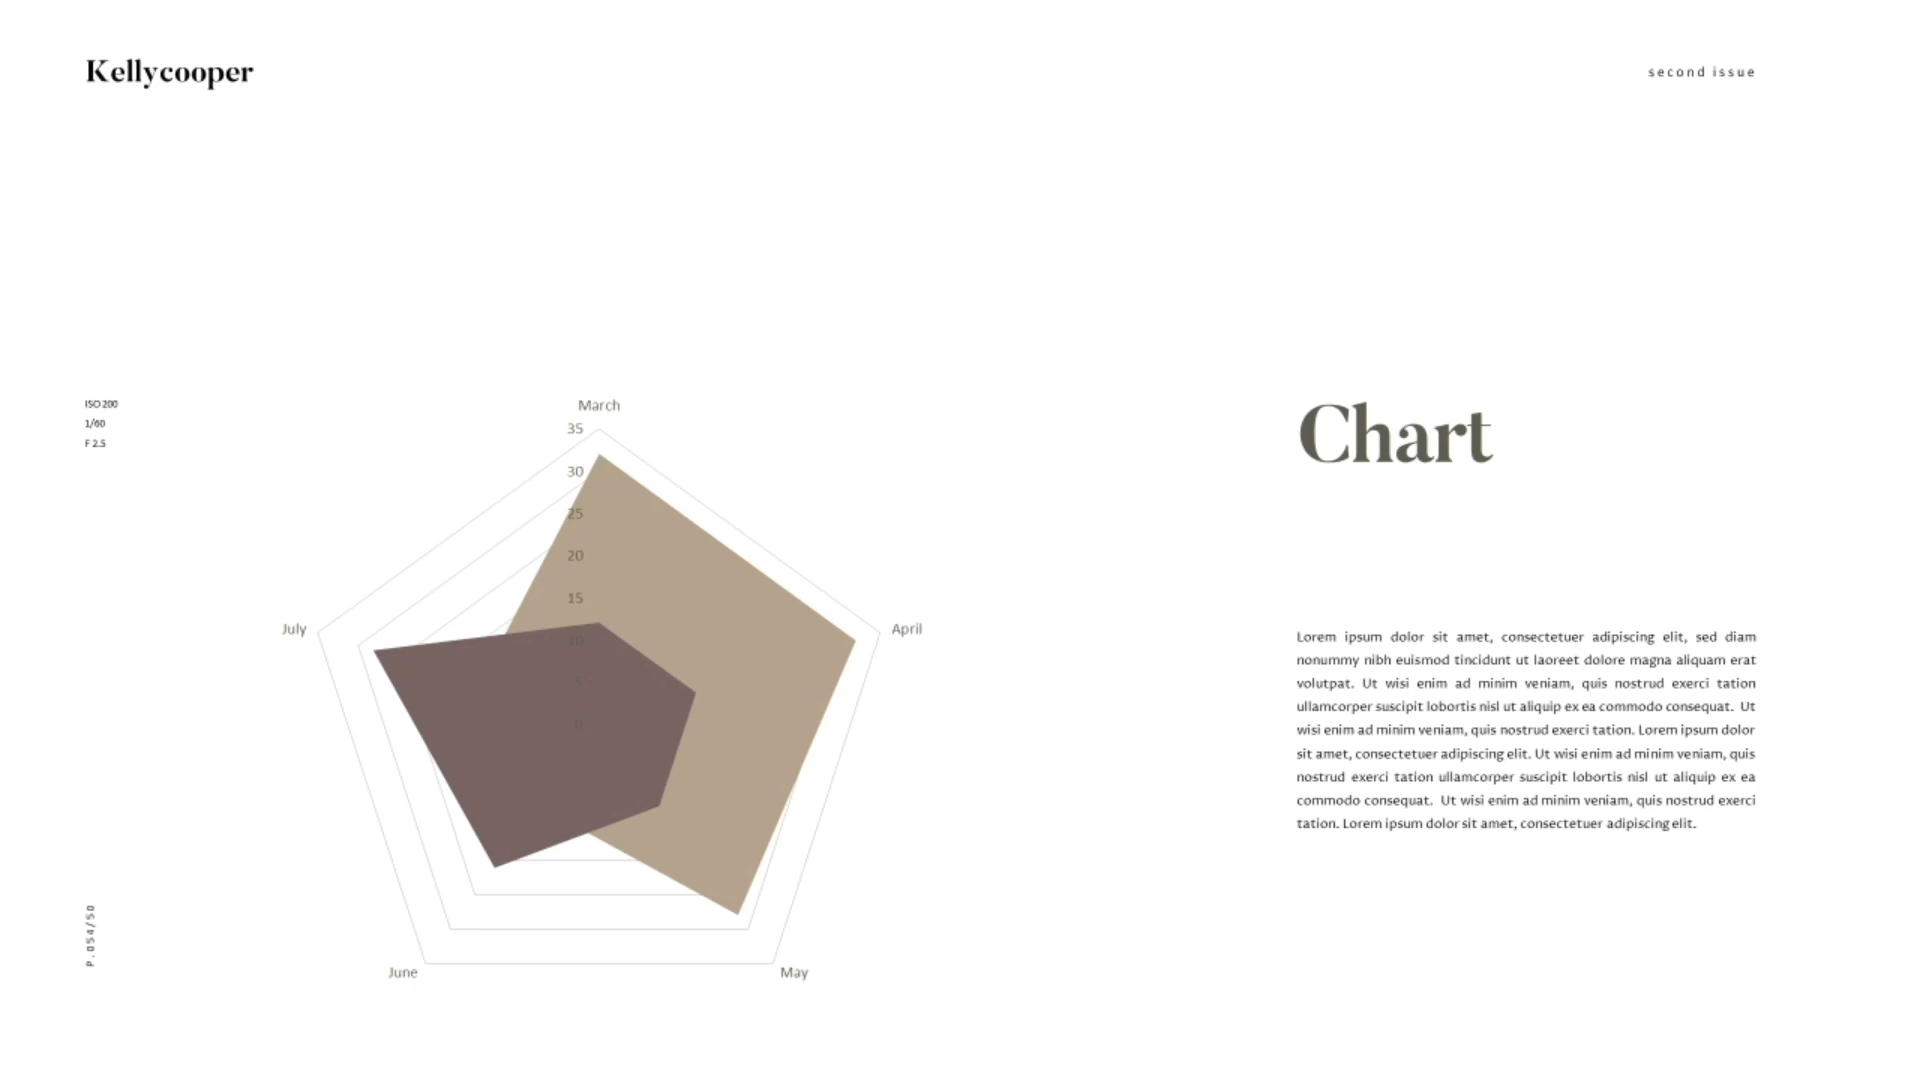 Kellycooper
second issue
ISO 200
1/60
F 2.5
March
35
30
25
20
15
10
5
0
July
April
June
May
P.054/50
Chart
Lorem ipsum dolor sit amet, consectetuer adipiscing elit, sed diam
nonummy nibh euismod tincidunt ut laoreet dolore magna aliquam erat
volutpat. Ut wisi enim ad minim veniam, quis nostrud exerci tation
ullamcorper suscipit lobortis nisl ut aliquip ex ea commodo consequat. Ut
wisi enim ad minim veniam, quis nostrud exerci tation. Lorem ipsum dolor
sit amet, consectetuer adipiscing elit. Ut wisi enim ad minim veniam, quis
nostrud exerci tation ullamcorper suscipit lobortis nisl ut aliquip ex ea
commodo consequat. Ut wisi enim ad minim veniam, quis nostrud exerci
tation. Lorem ipsum dolor sit amet, consectetuer adipiscing elit.